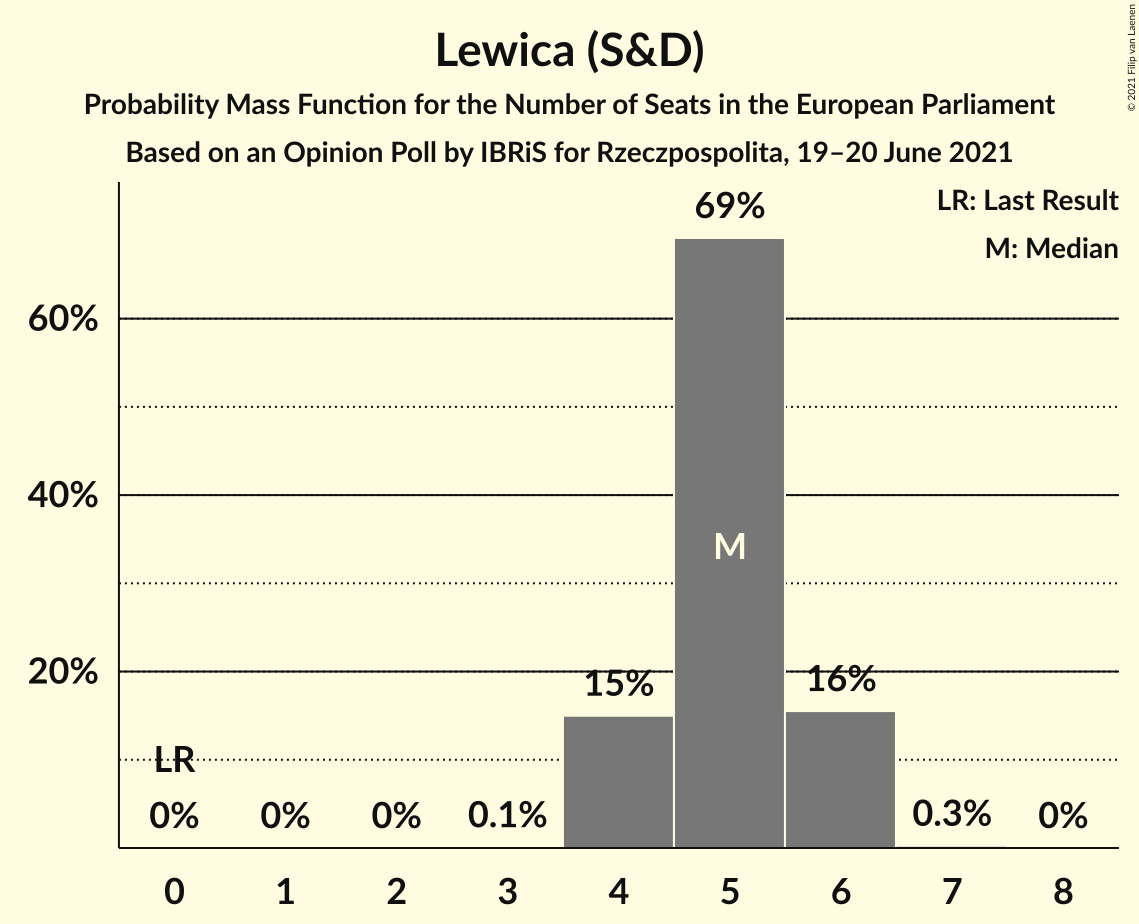 Lewica (S&D)
Probability Mass Function for the Number of Seats in the European Parliament
Based on an Opinion Poll by IBRiS for Rzeczpospolita, 19–20 June 2021
© 2021 Filip van Laenen
LR: Last Result
M: Median
69%
60%
40%
M
20%
15%
16%
LR
0%
0%
0%
0.1%
0.3%
0%
0
1
2
3
4
5
6
7
8